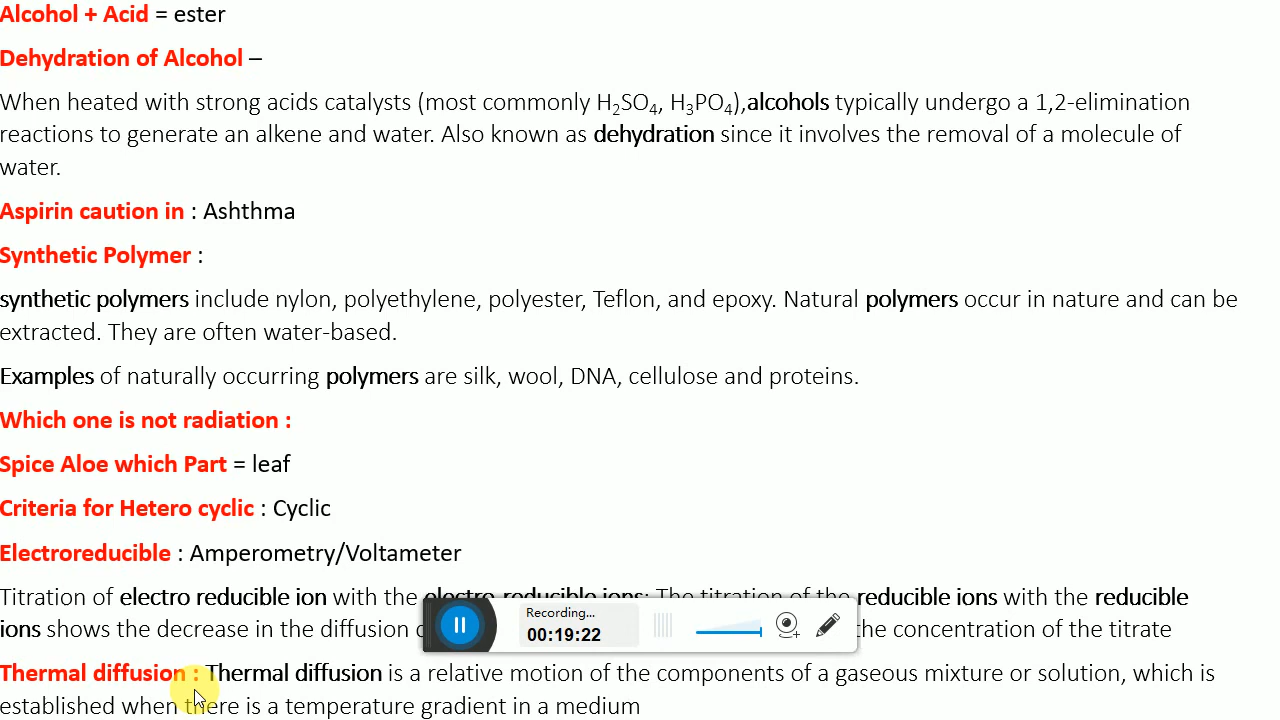 Alcohol + Acid = ester
Dehydration of Alcohol –
When heated with strong acids catalysts (most commonly H₂SO₄, H₃PO₄),alcohols typically undergo a 1,2-elimination
reactions to generate an alkene and water. Also known as dehydration since it involves the removal of a molecule of
water.
Aspirin caution in : Ashthma
Synthetic Polymer :
synthetic polymers include nylon, polyethylene, polyester, Teflon, and epoxy. Natural polymers occur in nature and can be
extracted. They are often water-based.
Examples of naturally occurring polymers are silk, wool, DNA, cellulose and proteins.
Which one is not radiation :
Spice Aloe which Part = leaf
Criteria for Hetero cyclic : Cyclic
Electroreducible : Amperometry/Voltameter
Titration of electro reducible ion with the electro-reducible ions: The titration of the reducible ions with the reducible
ions shows the decrease in the diffusion the concentration of the titrate
Recording...
00:19:22
Thermal diffusion : Thermal diffusion is a relative motion of the components of a gaseous mixture or solution, which is
established when there is a temperature gradient in a medium